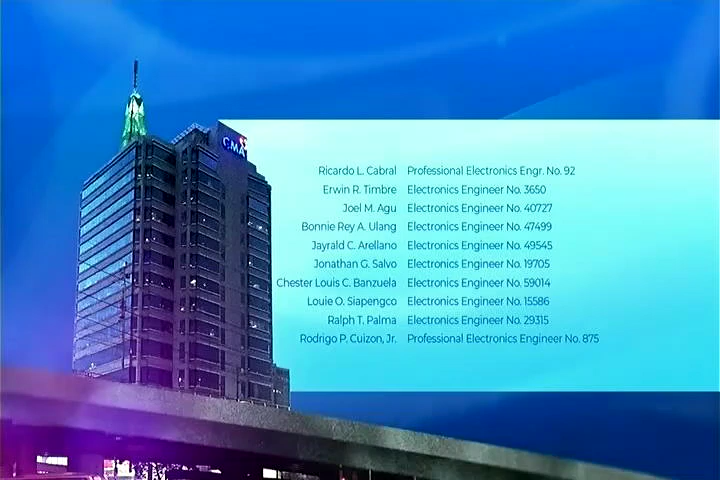 GMA
Ricardo L. Cabral Professional Electronics Engr. No. 92
Erwin R. Timbre Electronics Engineer No. 3650
Joel M. Agu Electronics Engineer No. 40727
Bonnie Rey A. Ulang Electronics Engineer No. 47499
Jayrald C. Arellano Electronics Engineer No. 49545
Jonathan G. Salvo Electronics Engineer No. 19705
Chester Louis C. Banzuela Electronics Engineer No. 59014
Louie O. Siapengco Electronics Engineer No. 15586
Ralph T. Palma Electronics Engineer No. 29315
Rodrigo P. Cuizon, Jr. Professional Electronics Engineer No. 875